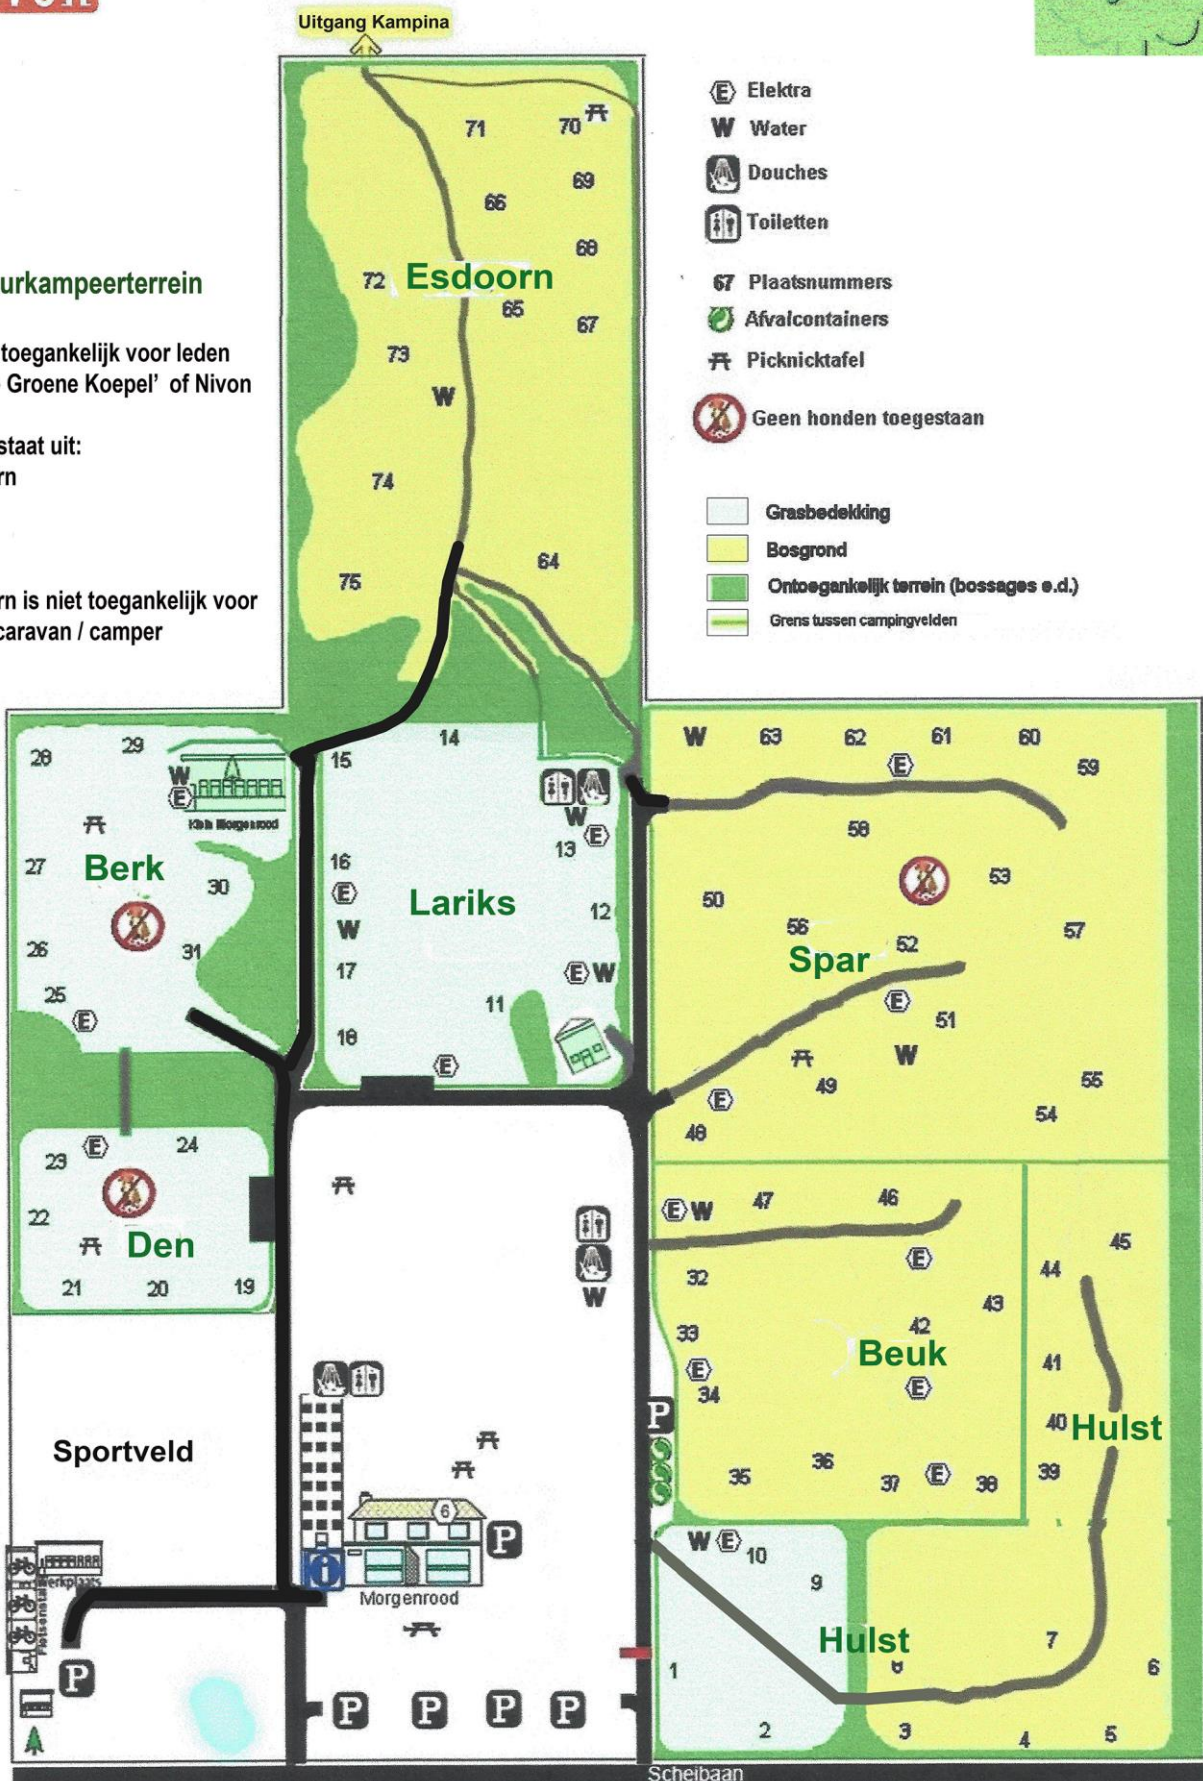 Uitgang Kampina
E Elektra
W Water
Douches
Toiletten
67 Plaatsnummers
Afvalcontainers
Picknicktafel
Geen honden toegestaan
Grasbedekking
Bosgrond
Ontoegankelijk terrein (bossages e.d.)
Grens tussen campingvelden
urkampeerterrein
toegankelijk voor leden
Groene Koepel' of Nivon
staat uit:
rn
rn is niet toegankelijk voor
caravan / camper
71 70
69
66
68
72 Esdoorn
65
67
73
W
74
64
75
28 29
W
E
Klein Morgenrood
27 Berk
30
26 31
25
E
14
15
W
16 13 E
E
Lariks
12
W
17 E W
11
18
E
W 63 62 61 60
E
59
58
53
50
56 52 57
Spar
E
51
W
49
55
E
54
48
23 E 24
22
Den
21 20 19
W
E W 47 46
45
32 E
44
43
33 42
Beuk
E 41
34 E
40 Hulst
36 39
35 37 E 38
Sportveld
P
6
P
i
Werkplaats
Fietsenstalling
Morgenrood
P
P P P P
W E 10
9
Hulst 7
1 8 6
2 3 4 5
Scheibaan